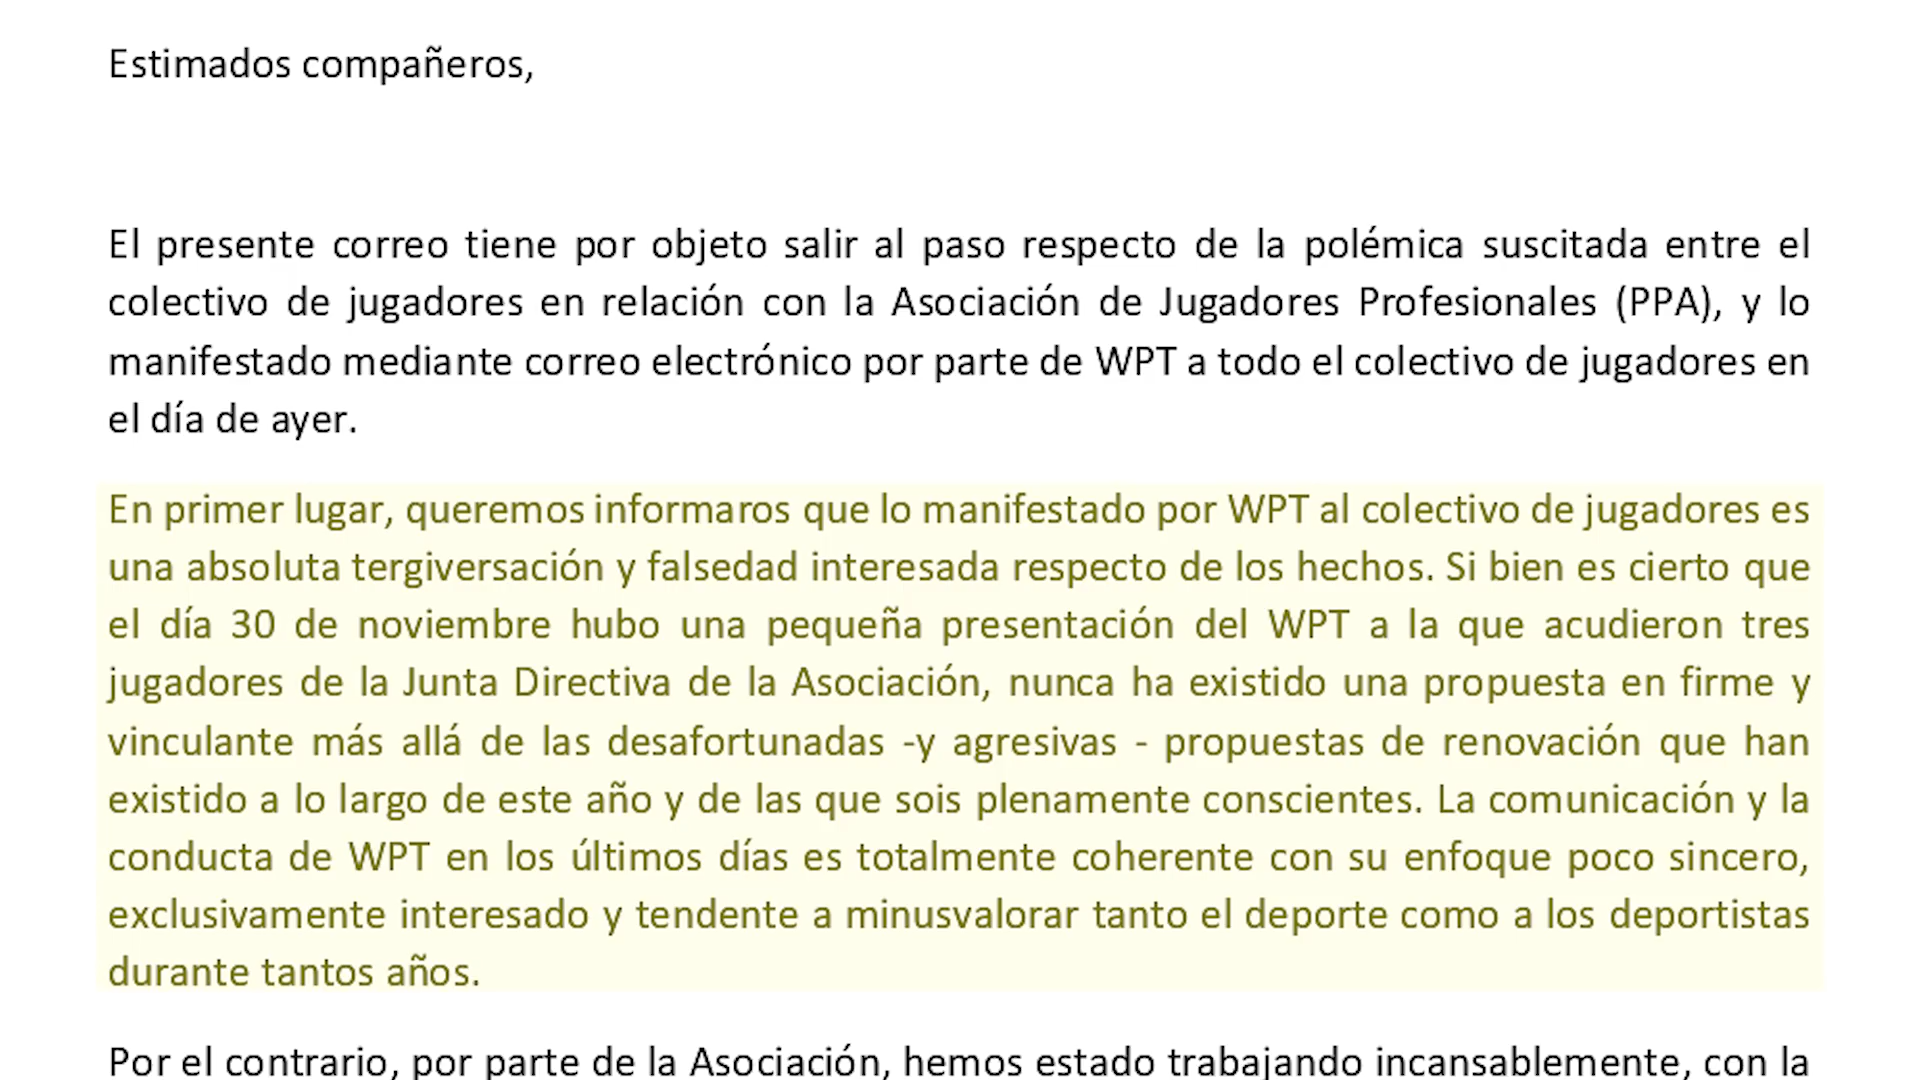 Estimados compañeros,
El presente correo tiene por objeto salir al paso respecto de la polémica suscitada entre el
colectivo de jugadores en relación con la Asociación de Jugadores Profesionales (PPA), y lo
manifestado mediante correo electrónico por parte de WPT a todo el colectivo de jugadores en
el día de ayer.
En primer lugar, queremos informaros que lo manifestado por WPT al colectivo de jugadores es
una absoluta tergiversación y falsedad interesada respecto de los hechos. Si bien es cierto que
el día 30 de noviembre hubo una pequeña presentación del WPT a la que acudieron tres
jugadores de la Junta Directiva de la Asociación, nunca ha existido una propuesta en firme y
vinculante más allá de las desafortunadas -y agresivas - propuestas de renovación que han
existido a lo largo de este año y de las que sois plenamente conscientes. La comunicación y la
conducta de WPT en los últimos días es totalmente coherente con su enfoque poco sincero,
exclusivamente interesado y tendente a minusvalorar tanto el deporte como a los deportistas
durante tantos años.
Por el contrario, por parte de la Asociación, hemos estado trabajando incansablemente, con la